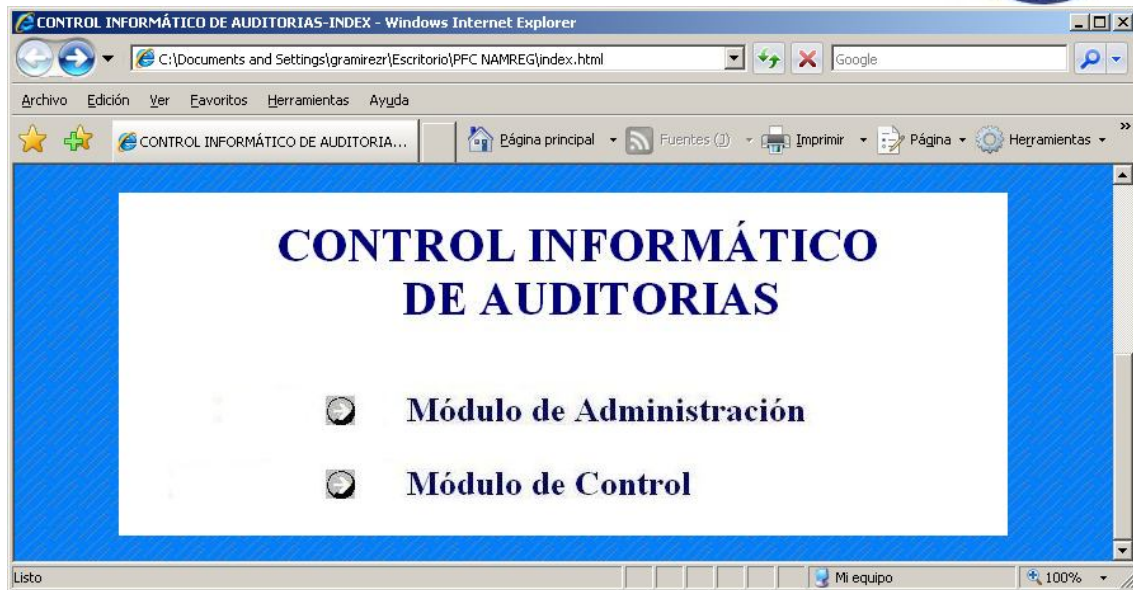 CONTROL INFORMÁTICO DE AUDITORIAS-INDEX - Windows Internet Explorer
C:\Documents and Settings\gramirezr\Escritorio\PFC NAMREG\index.html
Google
Archivo Edición Ver Favoritos Herramientas Ayuda
CONTROL INFORMÁTICO DE AUDITORIA...
Página principal
Fuentes (J)
Imprimir
Página
Herramientas
CONTROL INFORMÁTICO
DE AUDITORIAS
Módulo de Administración
Módulo de Control
Listo
Mi equipo
100%